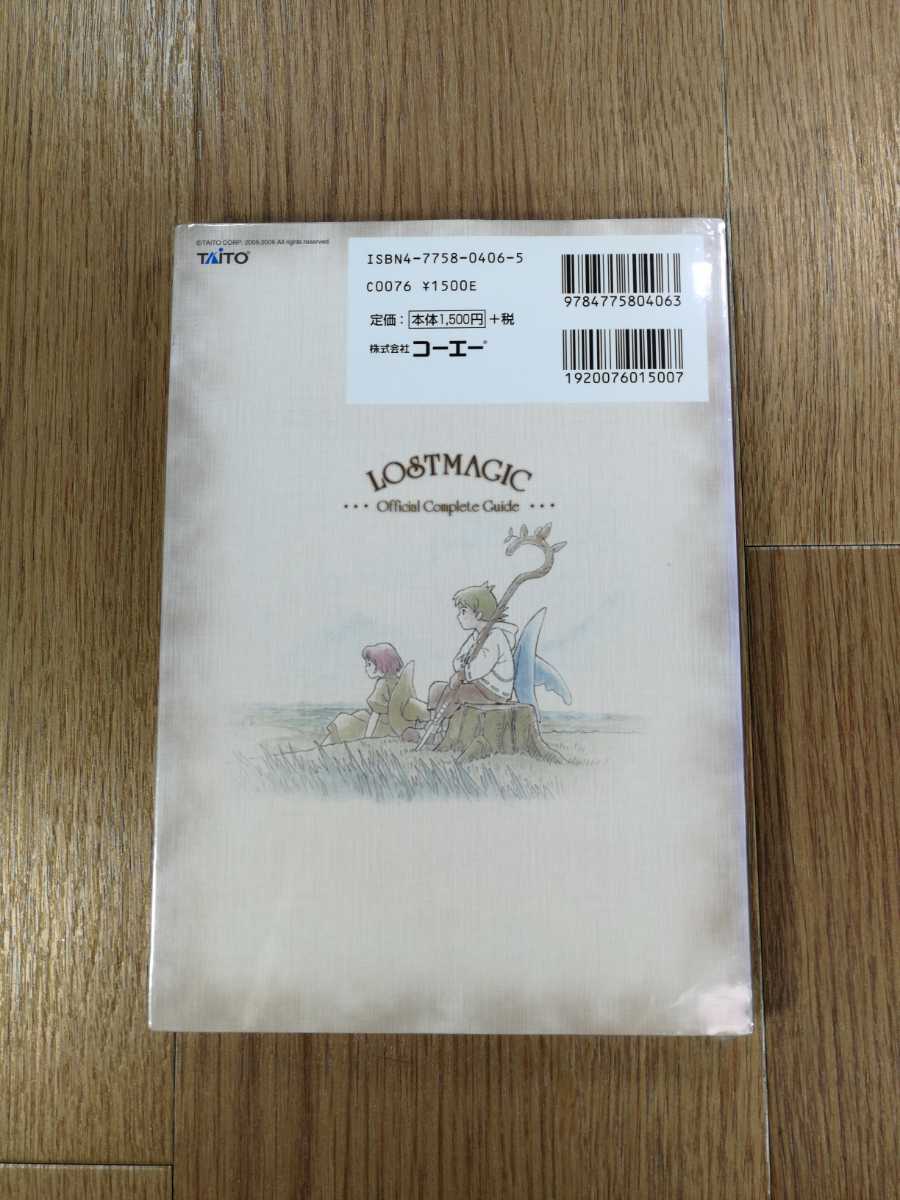 ©TAITO CORP. 2005,2006 All rights reserved.
TAITO®
ISBN4-7758-0406-5
C0076 ¥1500E
定価：本体1,500円+税
株式会社 コーエー®
9784775804063
1920076015007
LOSTMAGIC
••• Official Complete Guide •••